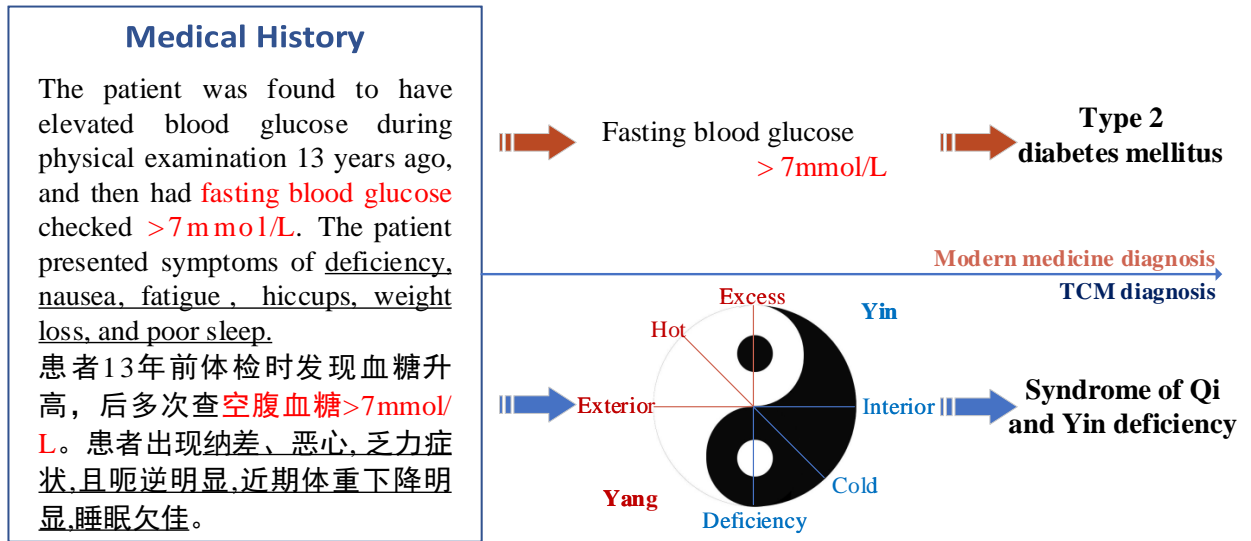 Medical History
The patient was found to have
elevated blood glucose during
physical examination 13 years ago,
and then had fasting blood glucose
checked >7mmol/L. The patient
presented symptoms of deficiency,
nausea, fatigue , hiccups, weight
loss, and poor sleep.
患者13年前体检时发现血糖升
高，后多次查空腹血糖>7mmol/
L。患者出现纳差、恶心, 乏力症
状,且呃逆明显,近期体重下降明
显,睡眠欠佳。
Fasting blood glucose
> 7mmol/L
Type 2
diabetes mellitus
Modern medicine diagnosis
TCM diagnosis
Excess
Yin
Hot
Exterior
Interior
Cold
Yang
Deficiency
Syndrome of Qi
and Yin deficiency